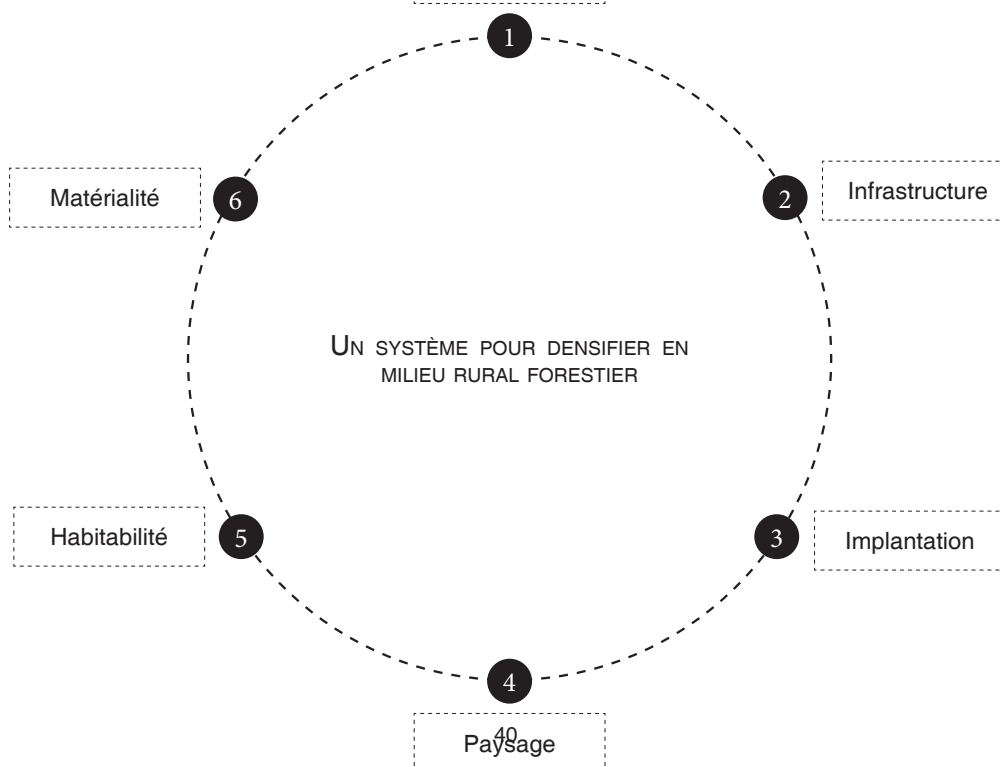 1
Matérialité
6
2
Infrastructure
Un système pour densifier en
milieu rural forestier
Habitabilité
5
3
Implantation
4
40
Paysage